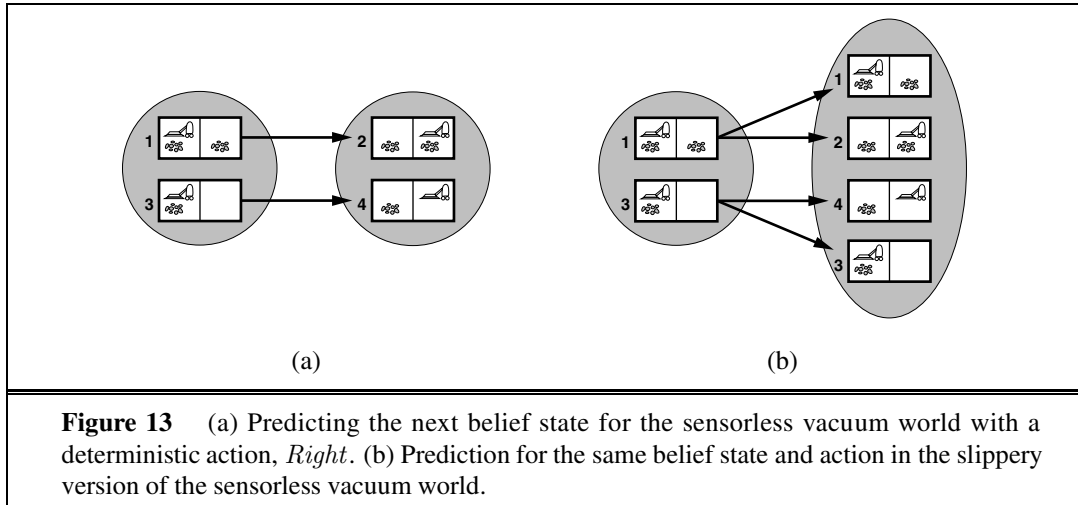 1
2
3
4
1
3
1
2
4
3
(a)
(b)
Figure 13 (a) Predicting the next belief state for the sensorless vacuum world with a
deterministic action, Right. (b) Prediction for the same belief state and action in the slippery
version of the sensorless vacuum world.